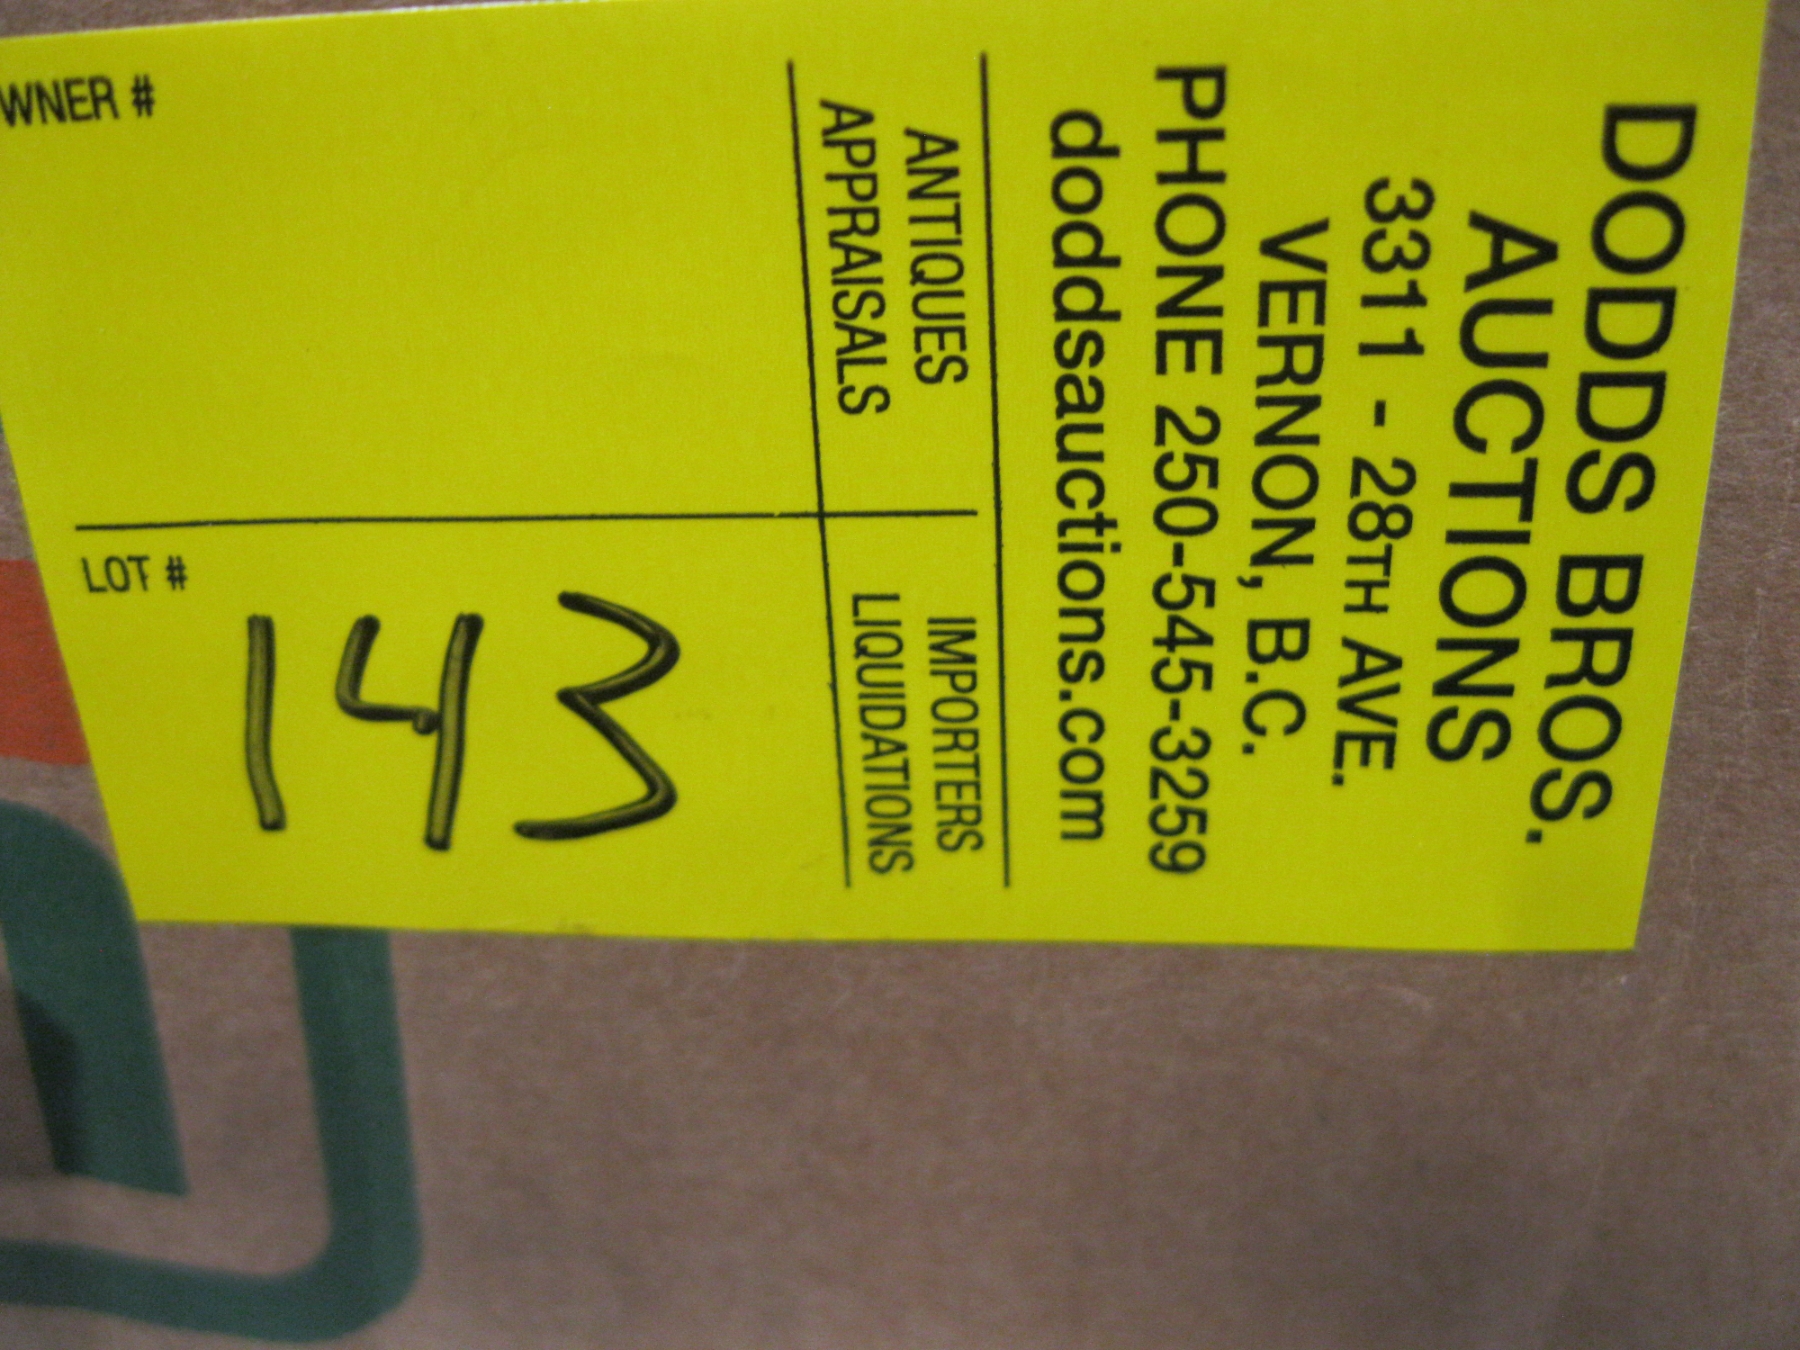 DODDS BROS.
AUCTIONS
3311 - 28TH AVE.
VERNON, B.C.
PHONE 250-545-3259
doddsauctions.com
ANTIQUES IMPORTERS
APPRAISALS LIQUIDATIONS
WNER #
LOT #
143